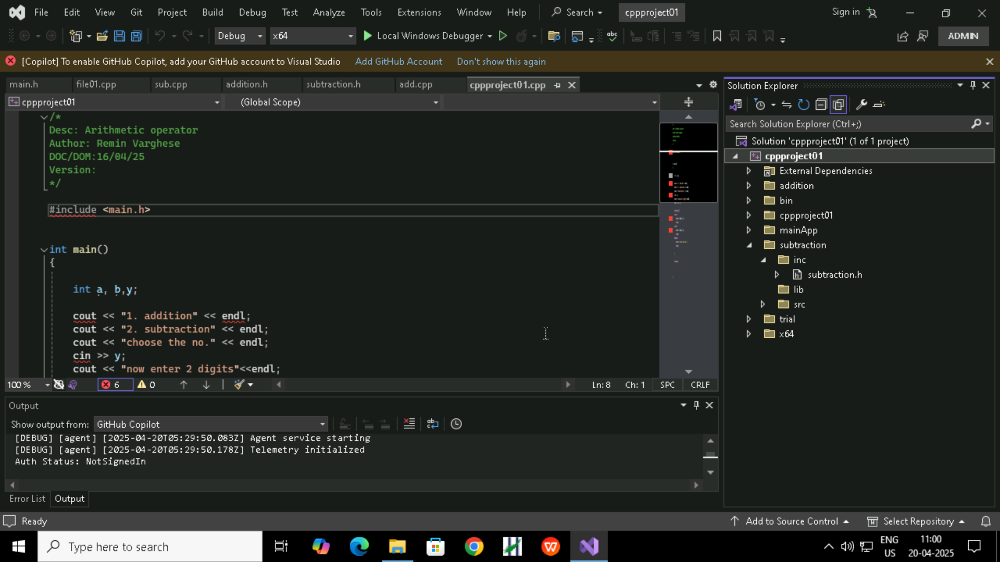 File Edit View Git Project Build Debug Test Analyze Tools Extensions Window Help Search cppproject01 Sign in
Debug x64 Local Windows Debugger abc ADMIN
[Copilot] To enable GitHub Copilot, add your GitHub account to Visual Studio Add GitHub Account Don't show this again
main.h file01.cpp sub.cpp addition.h subtraction.h add.cpp cppproject01.cpp
cppproject01 (Global Scope)
/*
Desc: Arithmetic operator
Author: Remin Varghese
DOC/DOM:16/04/25
Version:
*/
#include <main.h>
int main()
{
int a, b,y;
cout << "1. addition" << endl;
cout << "2. subtraction" << endl;
cout << "choose the no." << endl;
cin >> y;
cout << "now enter 2 digits"<<endl;
100 % 6 0 Ln: 8 Ch: 1 SPC CRLF
Output
Show output from: GitHub Copilot
[DEBUG] [agent] [2025-04-20T05:29:50.083Z] Agent service starting
[DEBUG] [agent] [2025-04-20T05:29:50.178Z] Telemetry initialized
Auth Status: NotSignedIn
Error List Output
Solution Explorer
Search Solution Explorer (Ctrl+;)
Solution 'cppproject01' (1 of 1 project)
cppproject01
External Dependencies
addition
bin
cppproject01
mainApp
subtraction
inc
subtraction.h
lib
src
trial
x64
Ready Add to Source Control Select Repository
Type here to search
ENG
US
11:00
20-04-2025